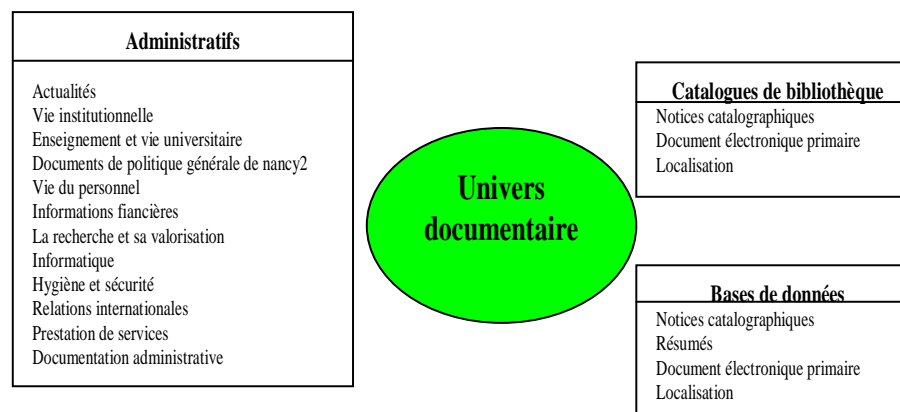 Administratifs
Actualités
Vie institutionnelle
Enseignement et vie universitaire
Documents de politique générale de nancy2
Vie du personnel
Informations fiancières
La recherche et sa valorisation
Informatique
Hygiène et sécurité
Relations internationales
Prestation de services
Documentation administrative
Univers
documentaire
Catalogues de bibliothèque
Notices catalographiques
Document électronique primaire
Localisation
Bases de données
Notices catalographiques
Résumés
Document électronique primaire
Localisation